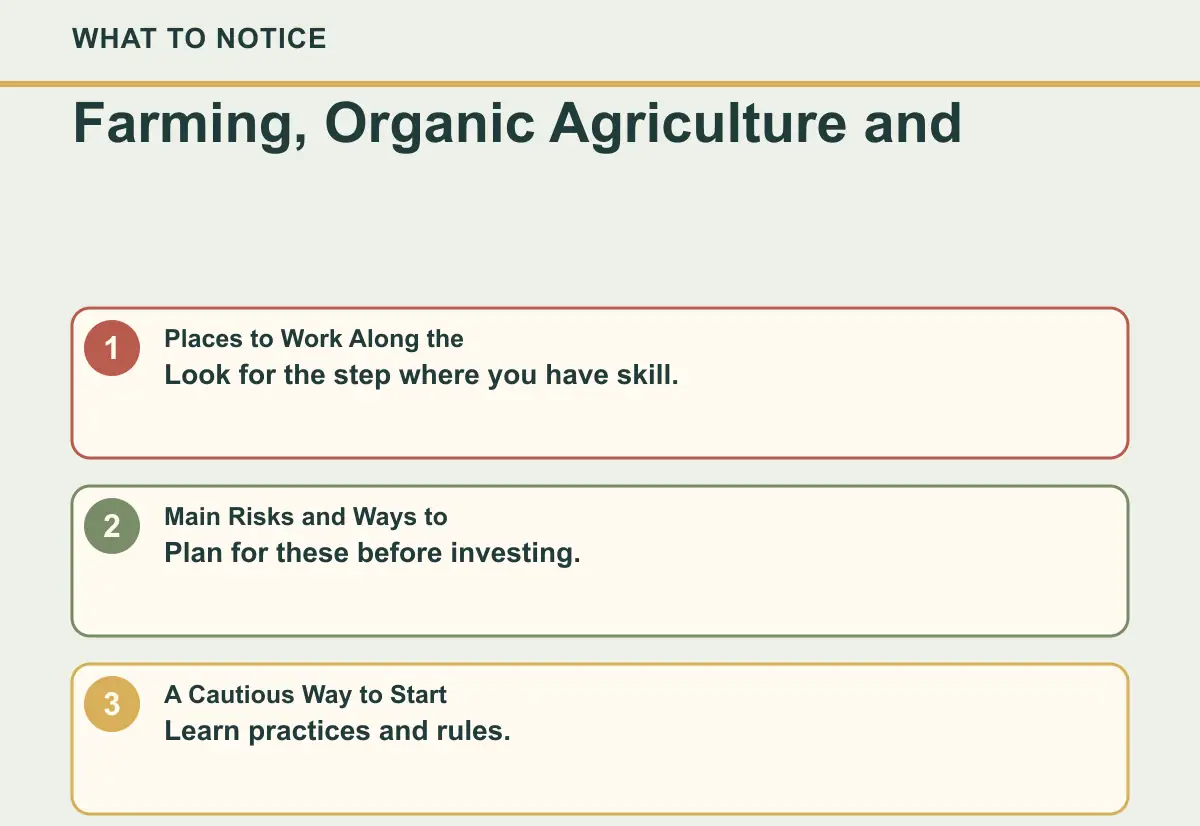 WHAT TO NOTICE
Farming, Organic Agriculture and
1
Places to Work Along the
Look for the step where you have skill.
2
Main Risks and Ways to
Plan for these before investing.
3
A Cautious Way to Start
Learn practices and rules.